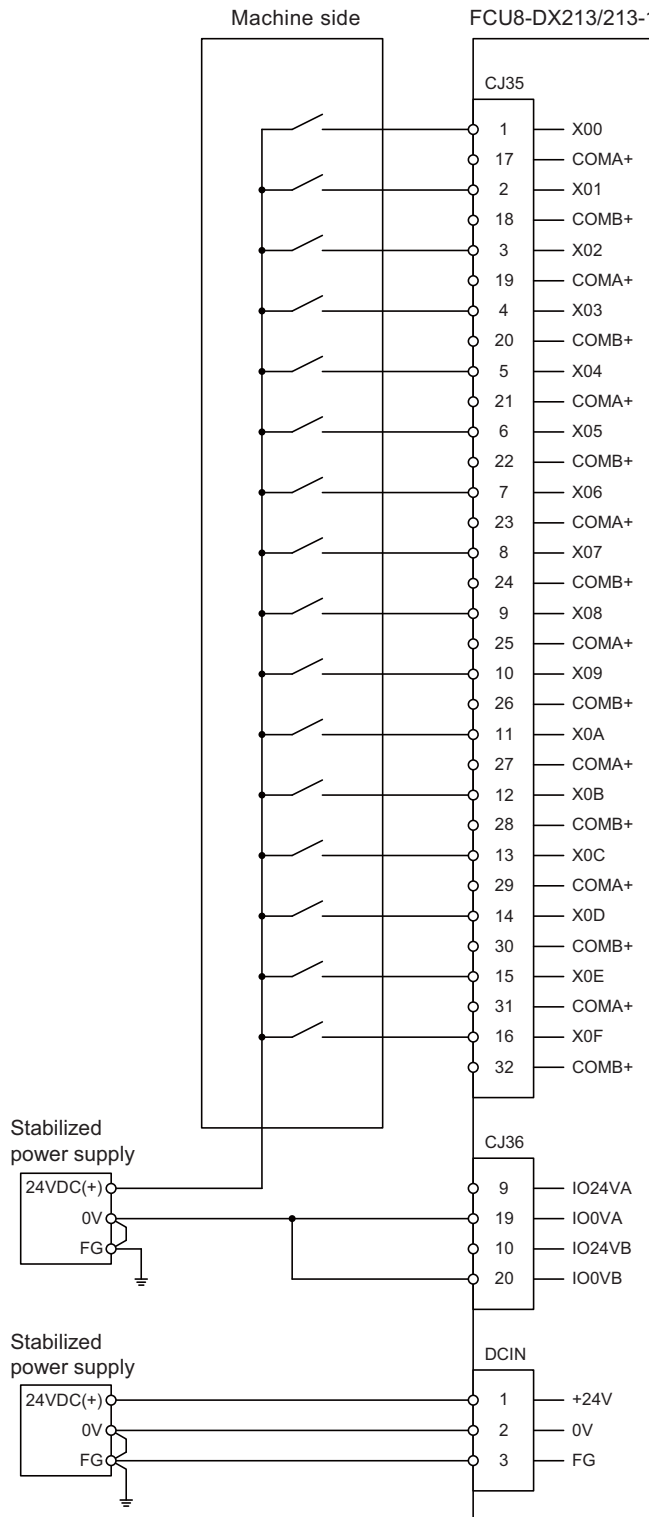 Machine side
FCU8-DX213/213-1
CJ35
1 X00
17 COMA+
2 X01
18 COMB+
3 X02
19 COMA+
4 X03
20 COMB+
5 X04
21 COMA+
6 X05
22 COMB+
7 X06
23 COMA+
8 X07
24 COMB+
9 X08
25 COMA+
10 X09
26 COMB+
11 X0A
27 COMA+
12 X0B
28 COMB+
13 X0C
29 COMA+
14 X0D
30 COMB+
15 X0E
31 COMA+
16 X0F
32 COMB+
Stabilized
power supply
24VDC(+)
0V
FG
CJ36
9 IO24VA
19 IO0VA
10 IO24VB
20 IO0VB
Stabilized
power supply
24VDC(+)
0V
FG
DCIN
1 +24V
2 0V
3 FG